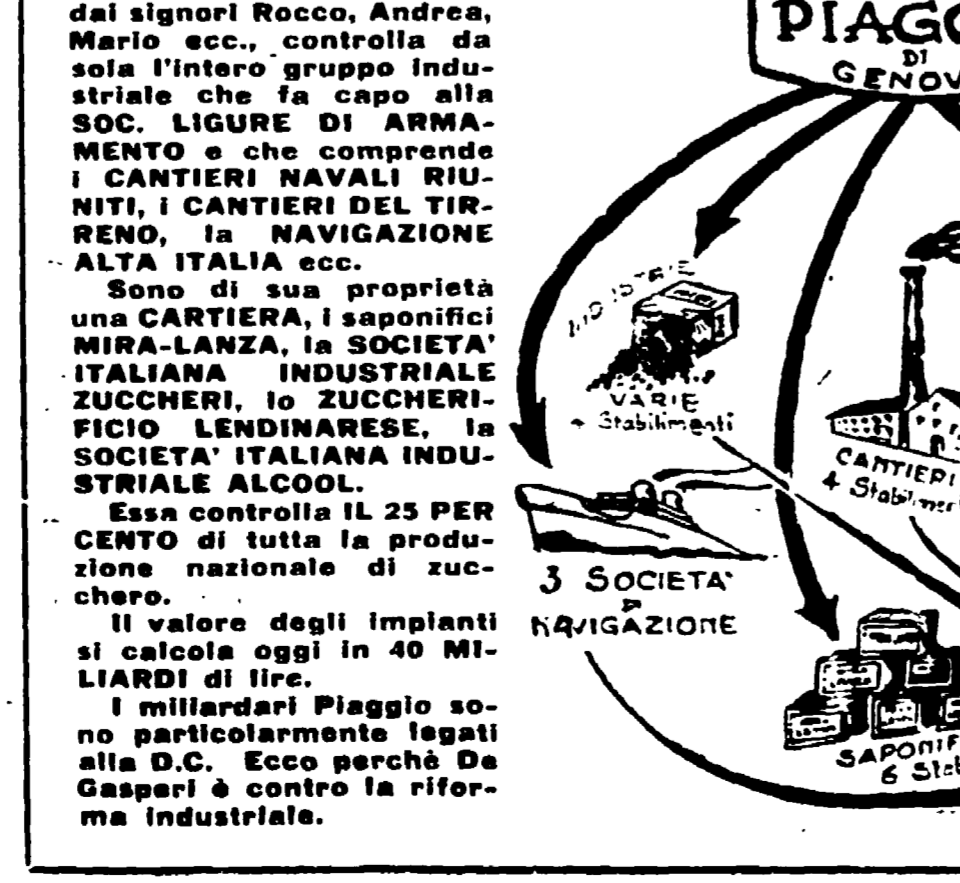 dai signori Rocco, Andrea,
Mario ecc., controlla da
sola l'intero gruppo indu-
striale che fa capo alla
SOC. LIGURE DI ARMA-
MENTO e che comprende
i CANTIERI NAVALI RIU-
NITI, i CANTIERI DEL TIR-
RENO, la NAVIGAZIONE
ALTA ITALIA ecc.
Sono di sua proprietà
una CARTIERA, i saponifici
MIRA-LANZA, la SOCIETA'
ITALIANA INDUSTRIALE
ZUCCHERI, lo ZUCCHERI-
FICIO LENDINARESE, la
SOCIETA' ITALIANA INDU-
STRIALE ALCOOL.
Essa controlla IL 25 PER
CENTO di tutta la produ-
zione nazionale di zuc-
chero.
Il valore degli impianti
si calcola oggi in 40 MI-
LIARDI di lire.
I miliardari Piaggio so-
no particolarmente legati
alla D.C. Ecco perchè De
Gasperi è contro la rifor-
ma industriale.
PIAGG
DI
GENOV
INDUSTRIE
VARIE
4 Stabilimenti
CANTIERI
4 Stabilimen
3 SOCIETA'
DI
NAVIGAZIONE
SAPONIF
6 Stab